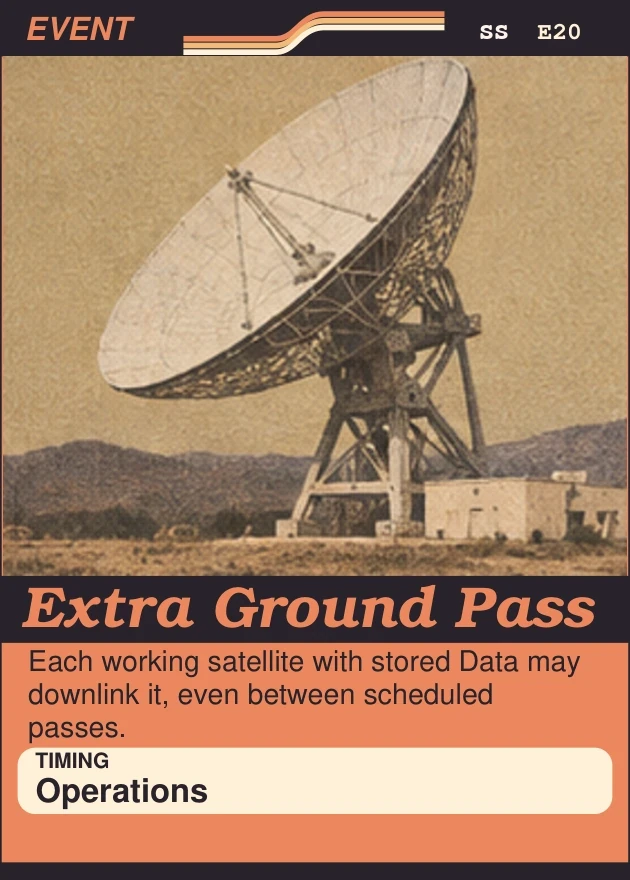 EVENT
SS E20
Extra Ground Pass
Each working satellite with stored Data may
downlink it, even between scheduled
passes.
TIMING
Operations